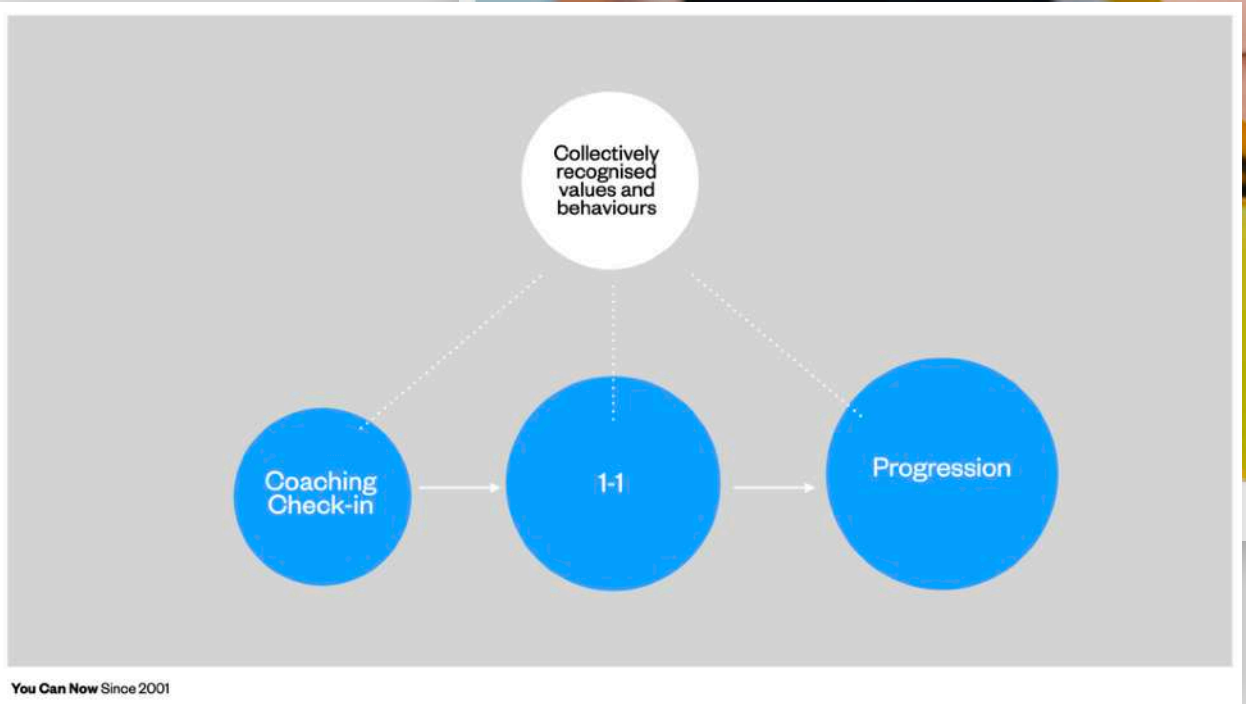 Collectively
recognised
values and
behaviours
Coaching
Check-in
1-1
Progression
You Can Now Since 2001